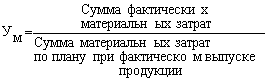 Сумма фактически х
материальн ых затрат
Ум =
Сумма материальн ых затрат
по плану при фактическо м выпуске
продукции